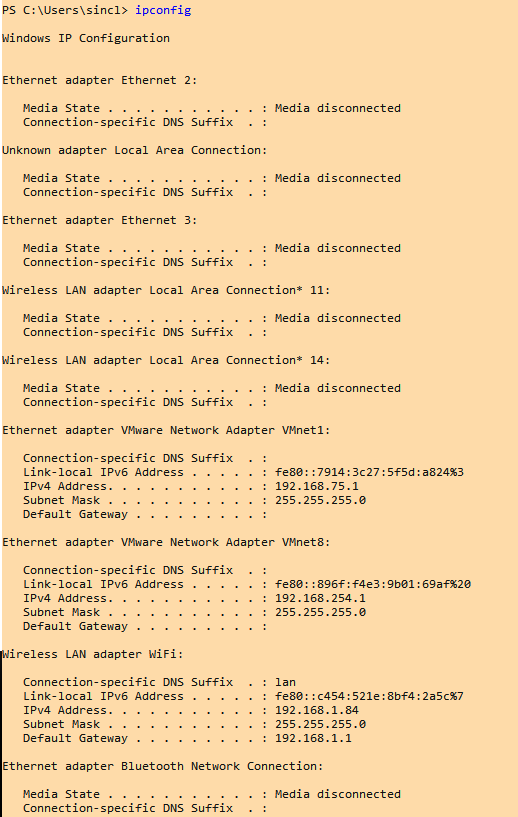 PS C:\Users\sincl> ipconfig
Windows IP Configuration
Ethernet adapter Ethernet 2:
   Media State . . . . . . . . . . . : Media disconnected
   Connection-specific DNS Suffix  . :
Unknown adapter Local Area Connection:
   Media State . . . . . . . . . . . : Media disconnected
   Connection-specific DNS Suffix  . :
Ethernet adapter Ethernet 3:
   Media State . . . . . . . . . . . : Media disconnected
   Connection-specific DNS Suffix  . :
Wireless LAN adapter Local Area Connection* 11:
   Media State . . . . . . . . . . . : Media disconnected
   Connection-specific DNS Suffix  . :
Wireless LAN adapter Local Area Connection* 14:
   Media State . . . . . . . . . . . : Media disconnected
   Connection-specific DNS Suffix  . :
Ethernet adapter VMware Network Adapter VMnet1:
   Connection-specific DNS Suffix  . :
   Link-local IPv6 Address . . . . . : fe80::7914:3c27:5f5d:a824%3
   IPv4 Address. . . . . . . . . . . : 192.168.75.1
   Subnet Mask . . . . . . . . . . . : 255.255.255.0
   Default Gateway . . . . . . . . . :
Ethernet adapter VMware Network Adapter VMnet8:
   Connection-specific DNS Suffix  . :
   Link-local IPv6 Address . . . . . : fe80::896f:f4e3:9b01:69af%20
   IPv4 Address. . . . . . . . . . . : 192.168.254.1
   Subnet Mask . . . . . . . . . . . : 255.255.255.0
   Default Gateway . . . . . . . . . :
Wireless LAN adapter WiFi:
   Connection-specific DNS Suffix  . : lan
   Link-local IPv6 Address . . . . . : fe80::c454:521e:8bf4:2a5c%7
   IPv4 Address. . . . . . . . . . . : 192.168.1.84
   Subnet Mask . . . . . . . . . . . : 255.255.255.0
   Default Gateway . . . . . . . . . : 192.168.1.1
Ethernet adapter Bluetooth Network Connection:
   Media State . . . . . . . . . . . : Media disconnected
   Connection-specific DNS Suffix  . :